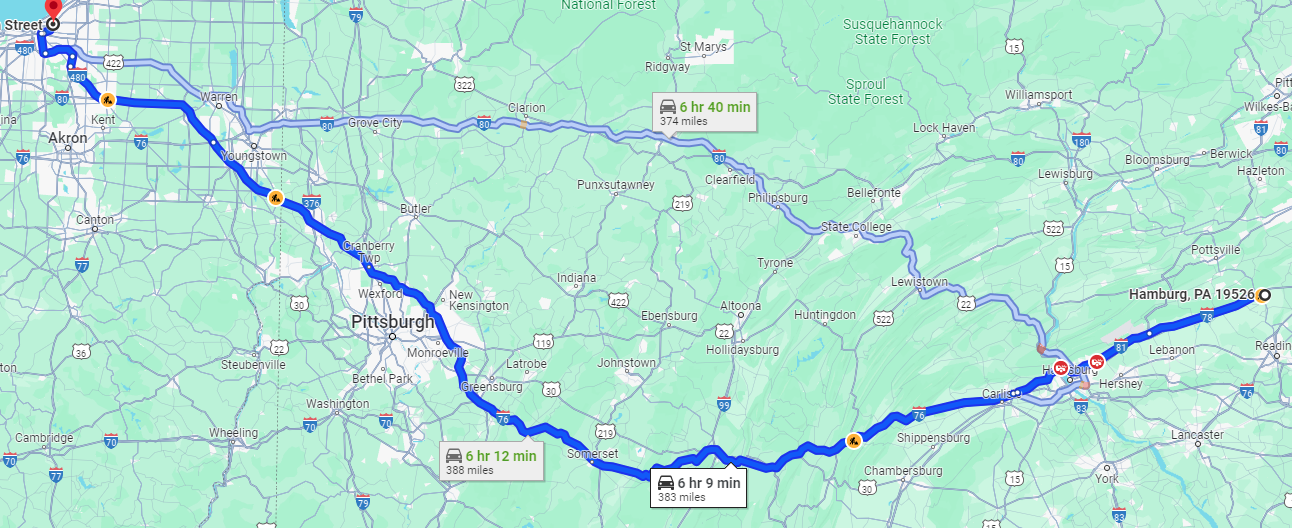 National Forest
79
Street
480
422
Susquehannock
State Forest
15
St Marys
Ridgway
480
322
Sproul
State Forest
80
Warren
6 hr 40 min
374 miles
Clarion
Williamsport
Kent
Akron
76
76
80
Grove City
80
Lock Haven
81
180
Youngstown
80
80
Bloomsburg
Berwick
80
Hazleton
Clearfield
Punxsutawney
Philipsburg
Bellefonte
Lewisburg
376
219
Butler
Canton
State College
522
Cranberry
Twp
77
Tyrone
15
Pottsville
Wexford
Indiana
Lewistown
Hamburg, PA 19526
30
New
Kensington
422
Altoona
22
78
Pittsburgh
Ebensburg
Huntingdon
522
22
119
Hollidaysburg
81
36
22
Monroeville
Lebanon
Steubenville
Latrobe
Johnstown
Bethel Park
Greensburg
30
Hershey
Carlis
76
Washington
99
83
76
76
70
70
Wheeling
219
Shippensburg
Lancaster
Cambridge
70
6 hr 12 min
388 miles
Somerset
70
77
6 hr 9 min
383 miles
Chambersburg
York
79
30
15
83